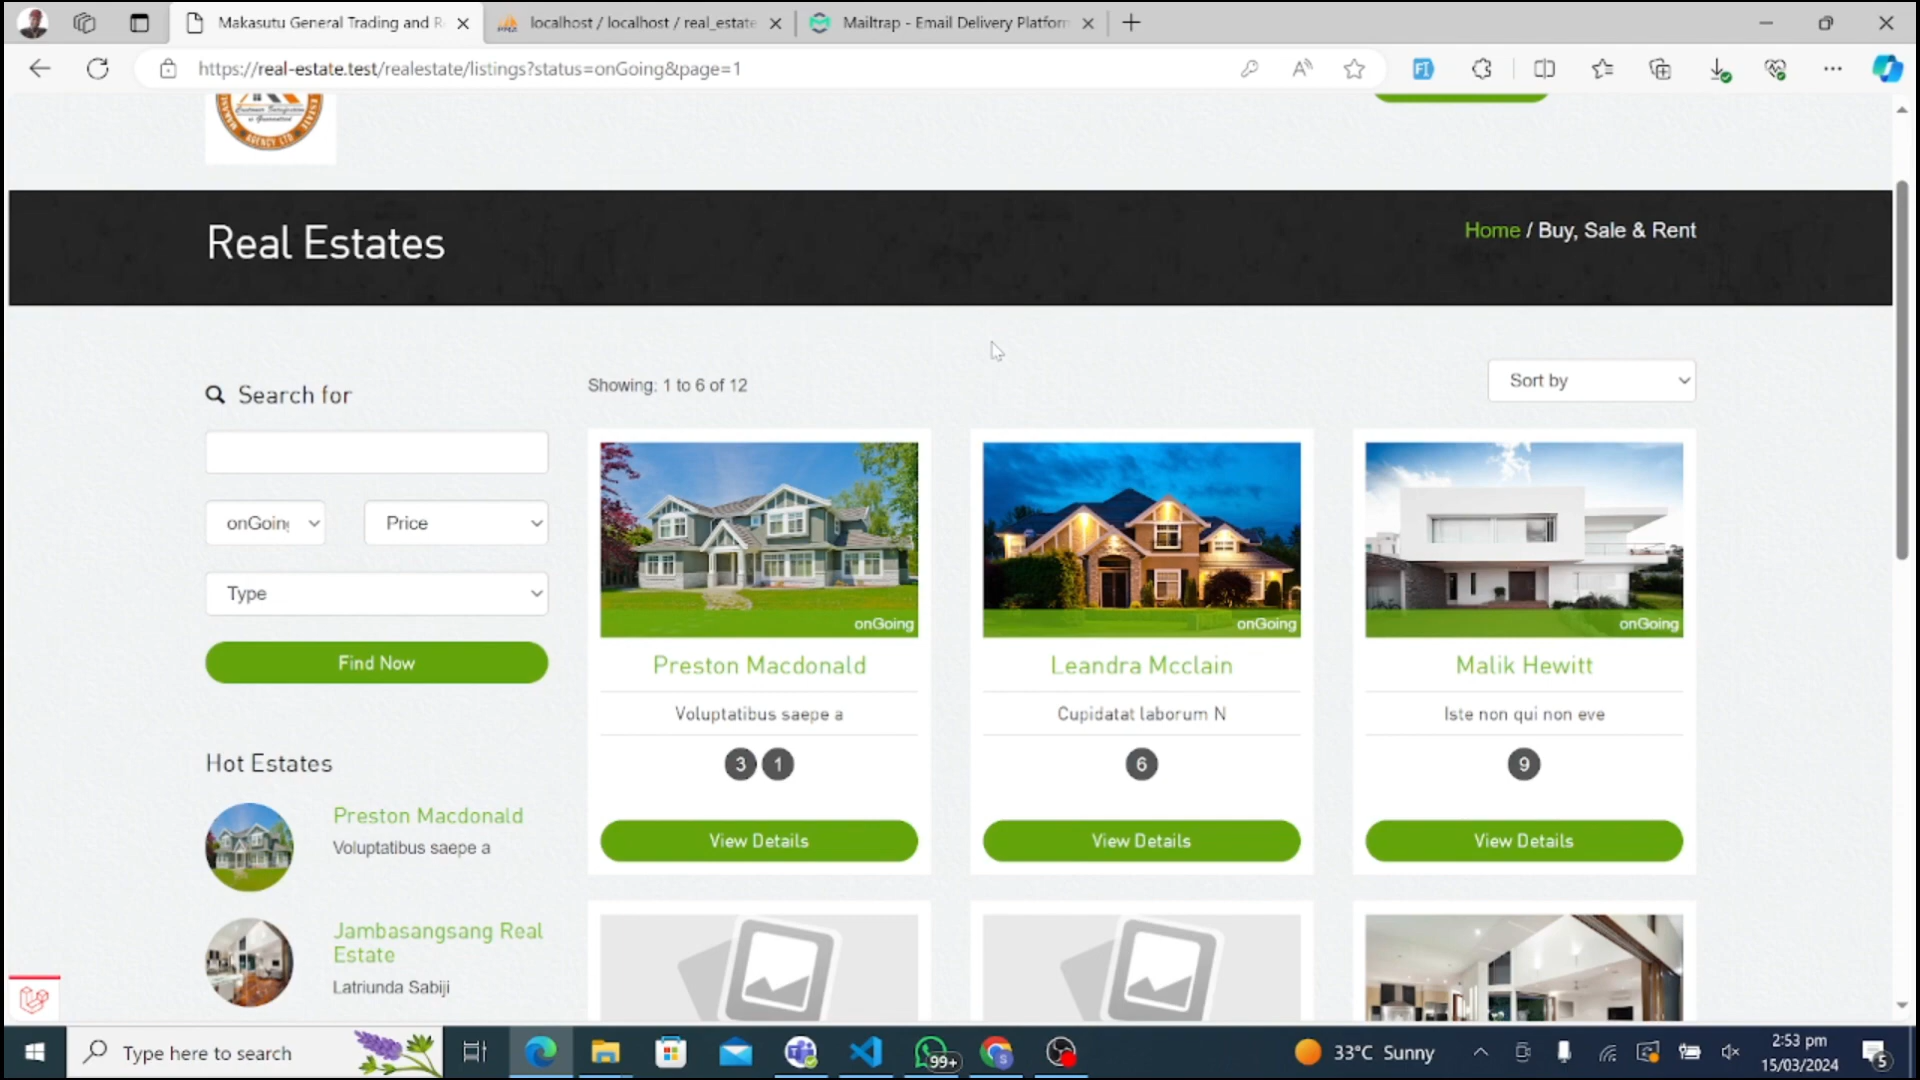 Makasutu General Trading and R
localhost / localhost / real_estate
Mailtrap - Email Delivery Platform
https://real-estate.test/realestate/listings?status=onGoing&page=1
AGENCY LTD
Real Estates
Home / Buy, Sale & Rent
Search for
Showing: 1 to 6 of 12
Sort by
onGoing
Price
Type
Find Now
onGoing
onGoing
onGoing
Preston Macdonald
Leandra Mcclain
Malik Hewitt
Voluptatibus saepe a
Cupidatat laborum N
Iste non qui non eve
3 1
6
9
View Details
View Details
View Details
Hot Estates
Preston Macdonald
Voluptatibus saepe a
Jambasangsang Real
Estate
Latriunda Sabiji
Type here to search
99+
33°C Sunny
2:53 pm
15/03/2024
5